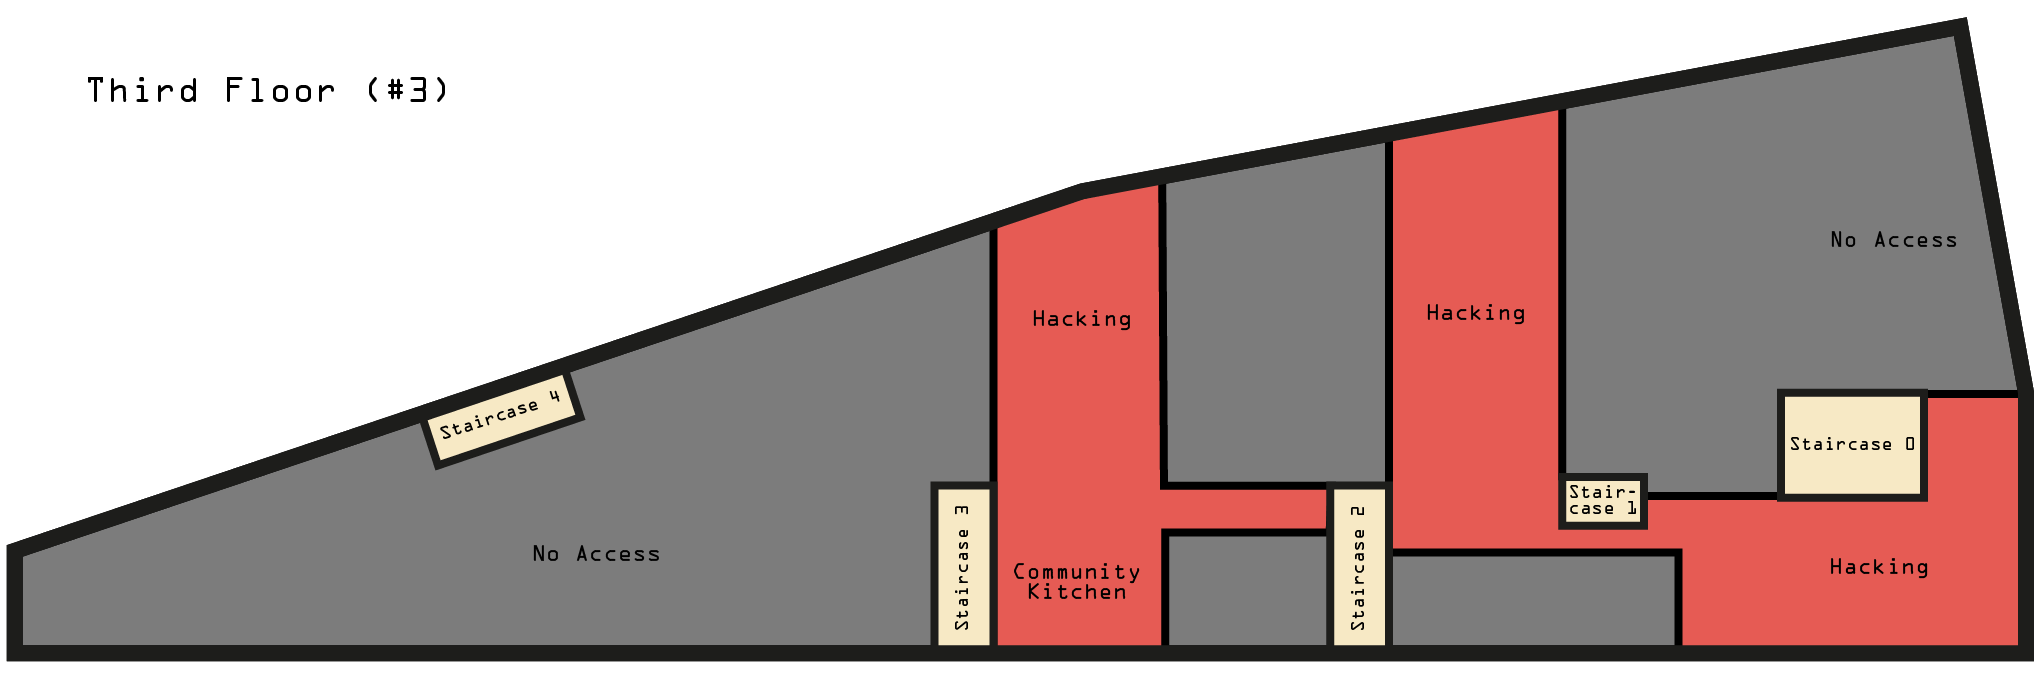 Third Floor (#3)
No Access
Hacking
Hacking
Staircase 4
Staircase 0
Stair-
case 1
Staircase 3
Staircase 2
No Access
Community
Kitchen
Hacking